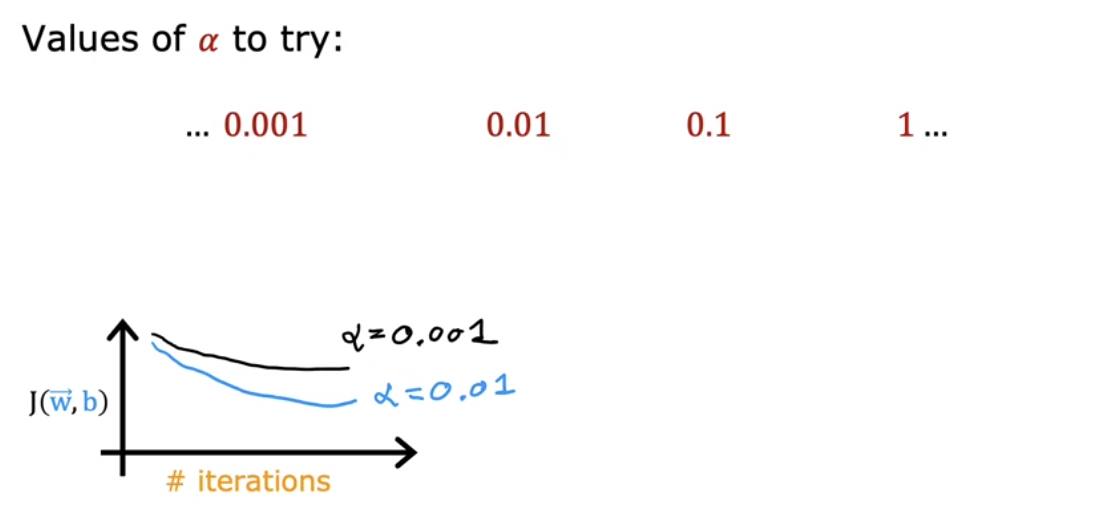 Values of α to try:
... 0.001 0.01 0.1 1 ...
α=0.001
α=0.01
J(w⃗, b)
# iterations